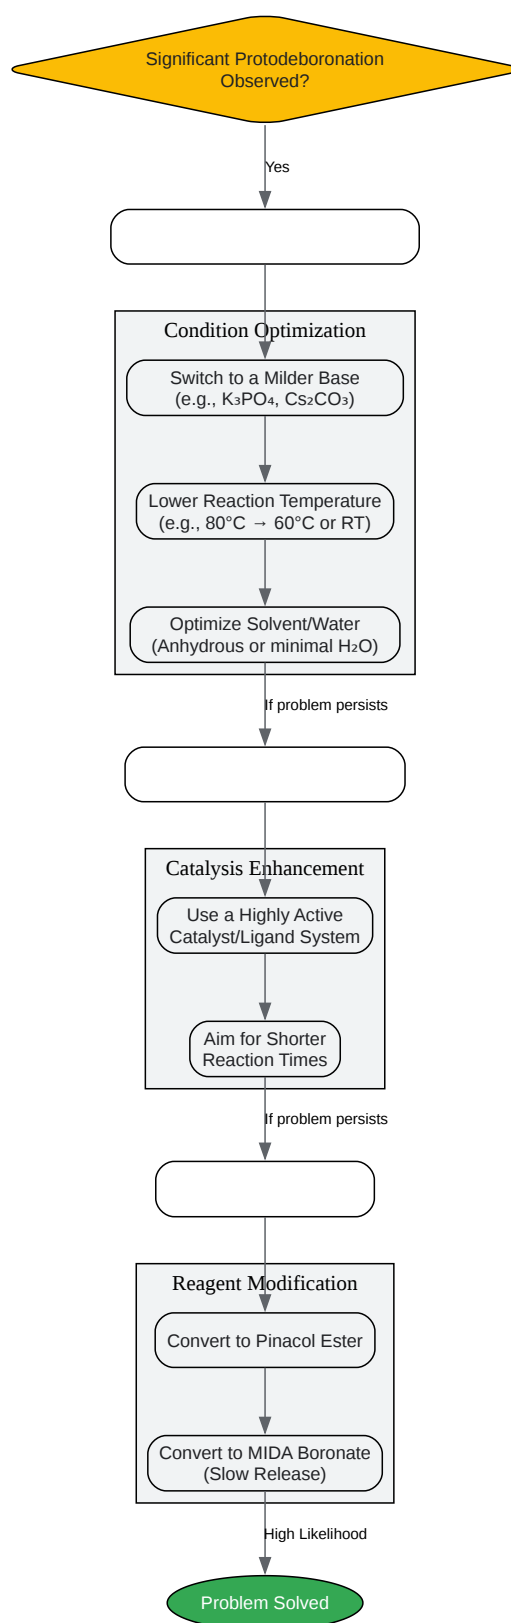 Significant Protodeboronation
Observed?
Yes
Condition Optimization
Switch to a Milder Base
(e.g., K₃PO₄, Cs₂CO₃)
Lower Reaction Temperature
(e.g., 80°C → 60°C or RT)
Optimize Solvent/Water
(Anhydrous or minimal H₂O)
If problem persists
Catalysis Enhancement
Use a Highly Active
Catalyst/Ligand System
Aim for Shorter
Reaction Times
If problem persists
Reagent Modification
Convert to Pinacol Ester
Convert to MIDA Boronate
(Slow Release)
High Likelihood
Problem Solved